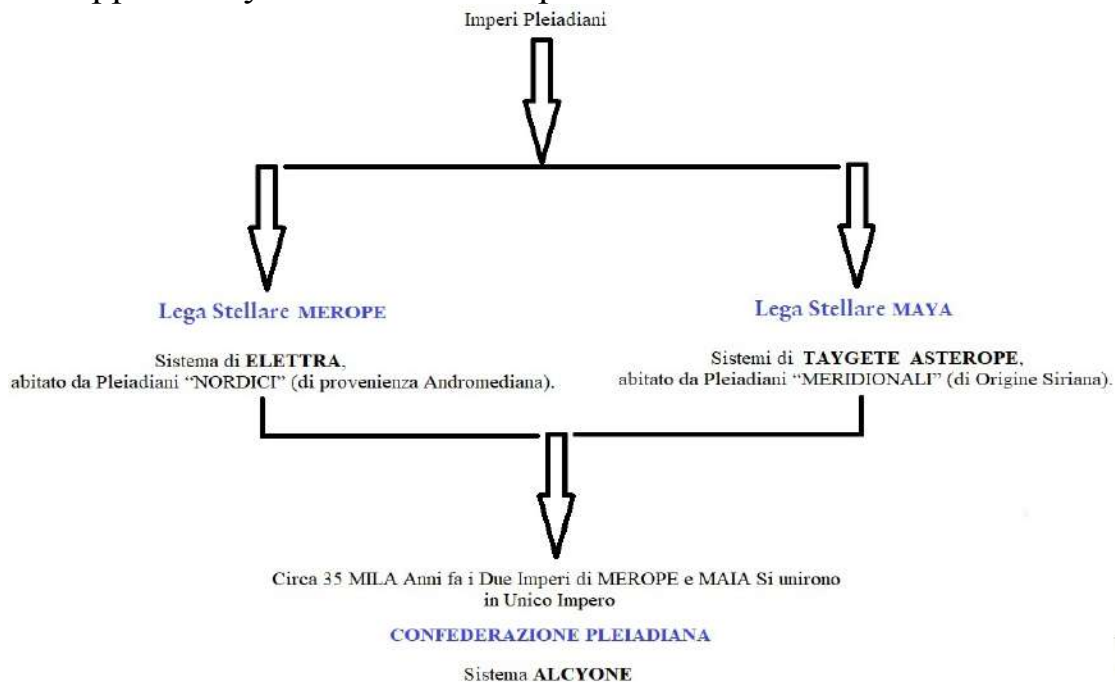 Imperi Pleiadiani
Lega Stellare MEROPE
Lega Stellare MAYA
Sistema di ELETTRA,
abitato da Pleiadiani “NORDICI” (di provenienza Andromediana).
Sistemi di TAYGETE ASTEROPE,
abitato da Pleiadiani “MERIDIONALI” (di Origine Siriana).
Circa 35 MILA Anni fa i Due Imperi di MEROPE e MAIA Si unirono
in Unico Impero
CONFEDERAZIONE PLEIADIANA
Sistema ALCYONE